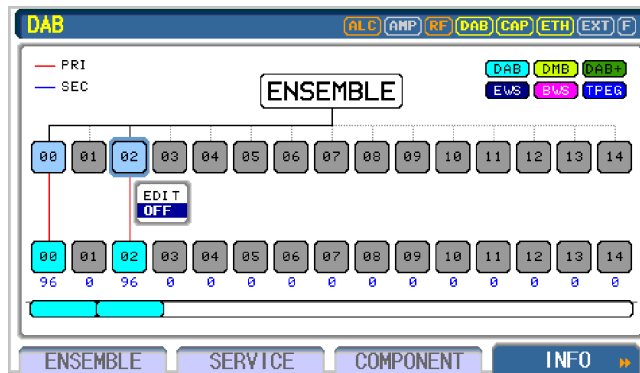 DAB ALC AMP RF DAB CAP ETH EXT F
PRI
SEC
DAB DMB DAB+
EWS BWS TPEG
ENSEMBLE
00 01 02 03 04 05 06 07 08 09 10 11 12 13 14
EDIT
OFF
00 01 02 03 04 05 06 07 08 09 10 11 12 13 14
96 0 96 0 0 0 0 0 0 0 0 0 0 0 0
ENSEMBLE SERVICE COMPONENT INFO